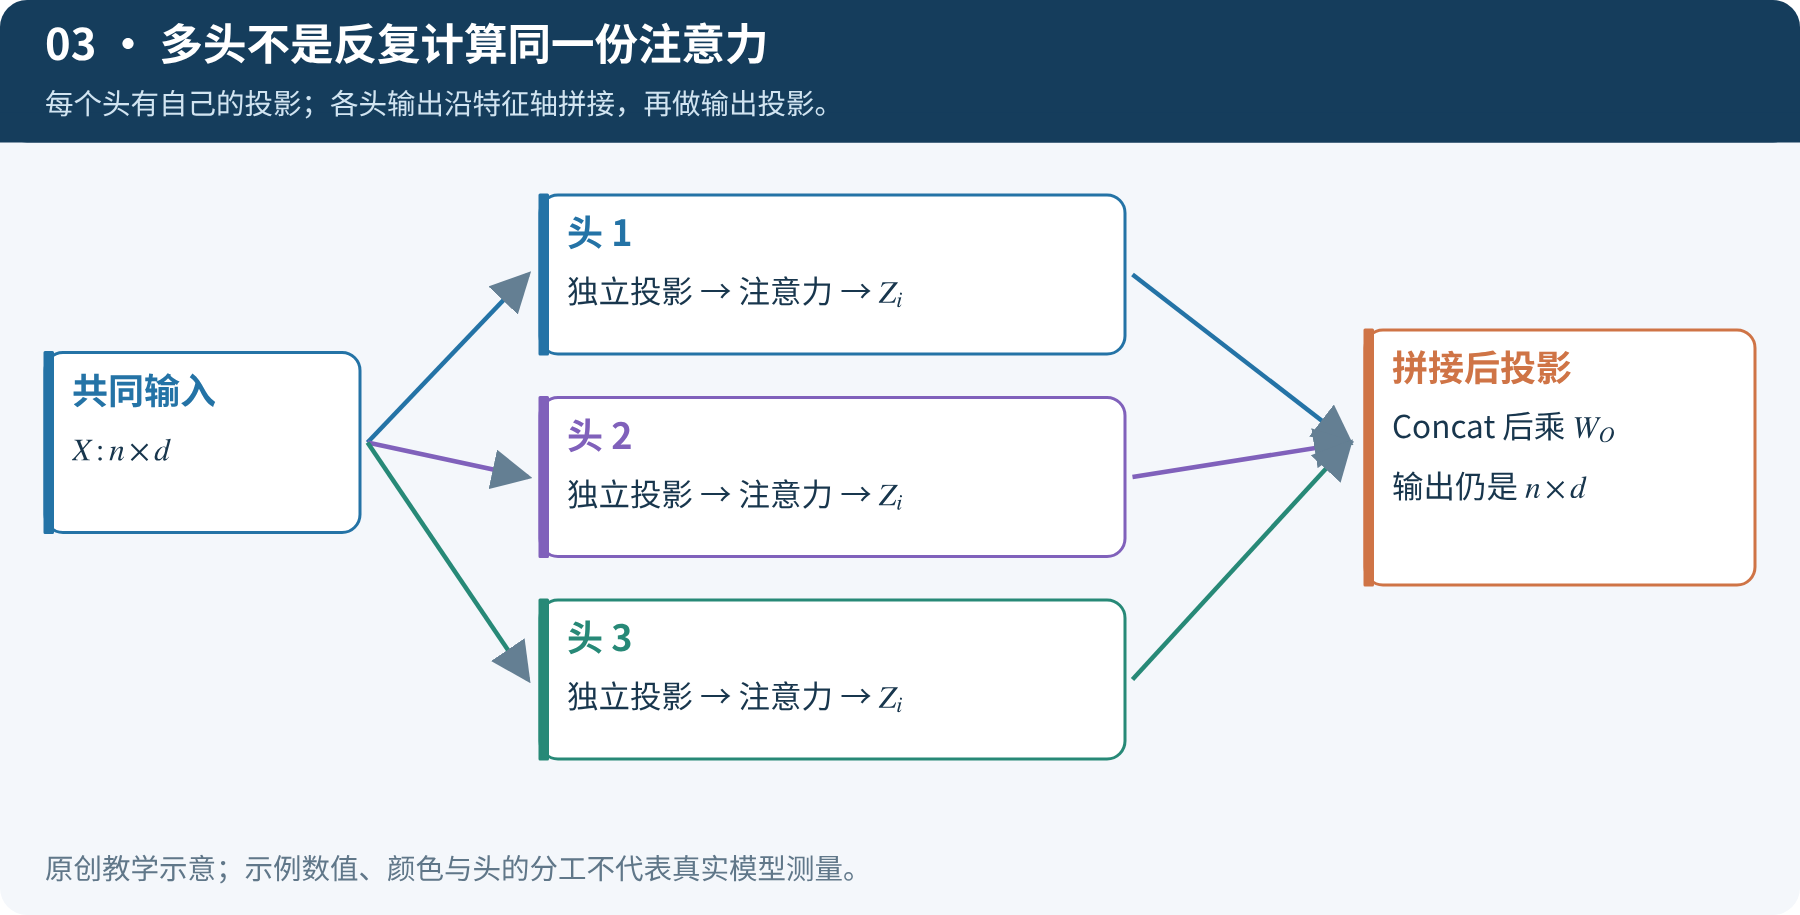 03 • 多头不是反复计算同一份注意力
每个头有自己的投影；各头输出沿特征轴拼接，再做输出投影。
共同输入
X : n × d
头 1
独立投影 → 注意力 → Zᵢ
头 2
独立投影 → 注意力 → Zᵢ
头 3
独立投影 → 注意力 → Zᵢ
拼接后投影
Concat 后乘 W_O
输出仍是 n × d
原创教学示意；示例数值、颜色与头的分工不代表真实模型测量。